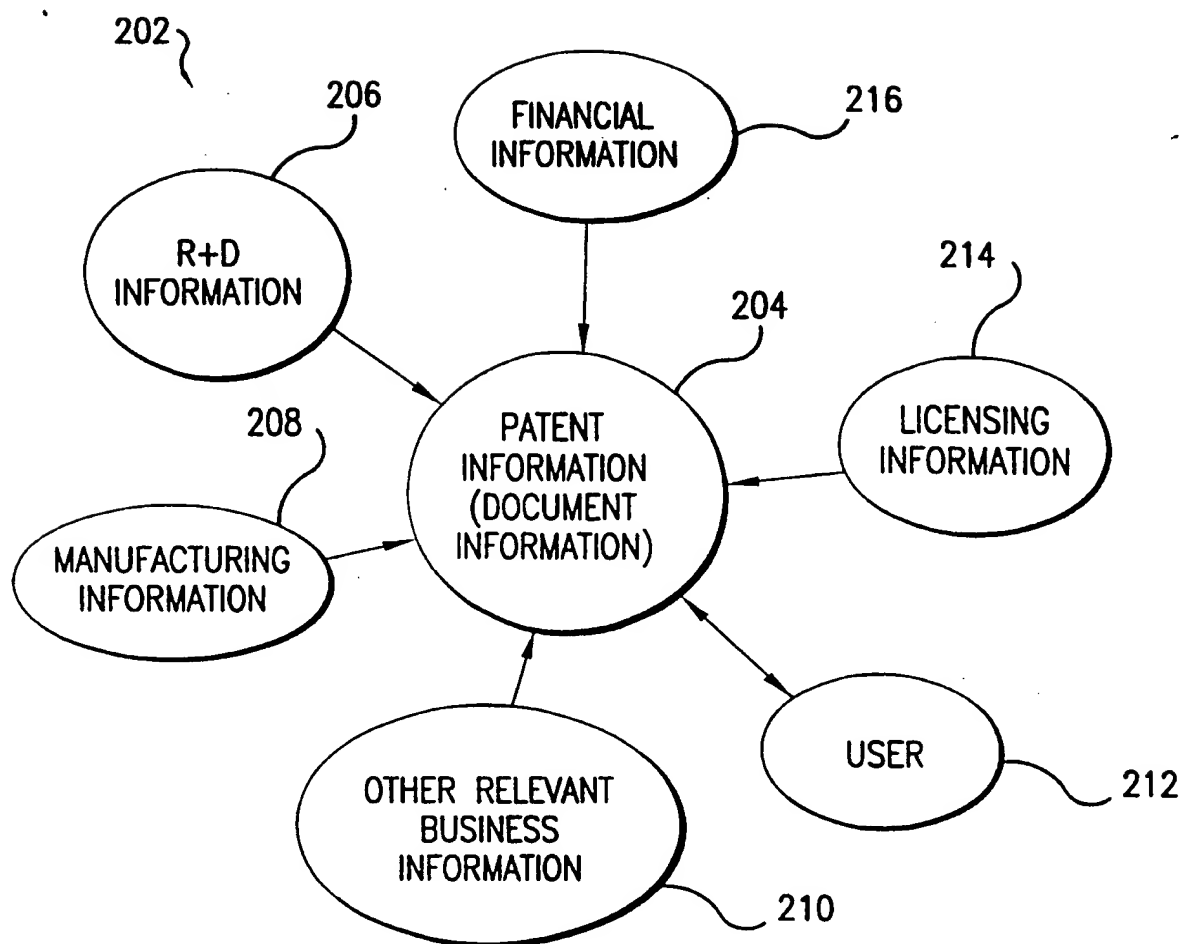 202
206
FINANCIAL
INFORMATION
216
R+D
INFORMATION
214
204
208
PATENT
INFORMATION
(DOCUMENT
INFORMATION)
LICENSING
INFORMATION
MANUFACTURING
INFORMATION
USER
212
OTHER RELEVANT
BUSINESS
INFORMATION
210